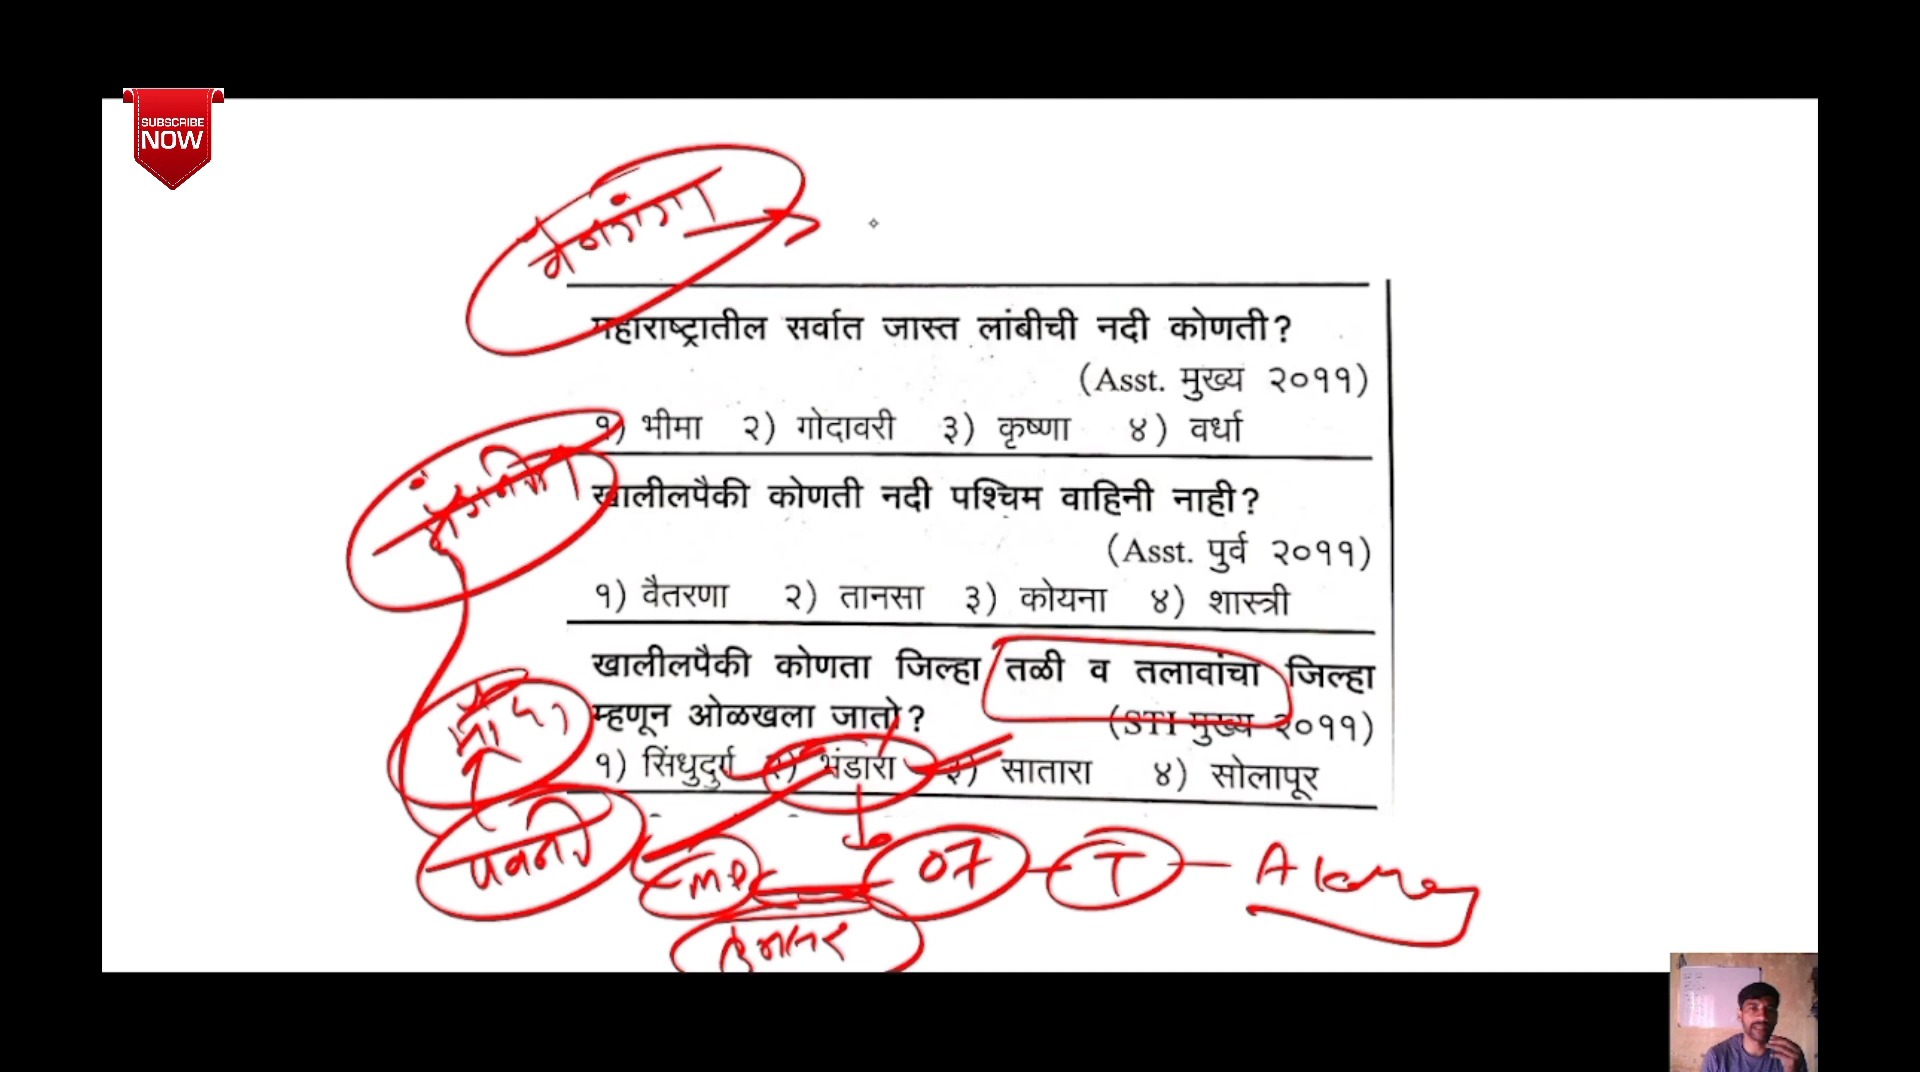 SUBSCRIBE
NOW
महाराष्ट्रातील सर्वात जास्त लांबीची नदी कोणती?
(Asst. मुख्य २०११)
१) भीमा २) गोदावरी ३) कृष्णा ४) वर्धा
खालीलपैकी कोणती नदी पश्चिम वाहिनी नाही?
(Asst. पुर्व २०११)
१) वैतरणा २) तानसा ३) कोयना ४) शास्त्री
खालीलपैकी कोणता जिल्हा तळी व तलावांचा जिल्हा
म्हणून ओळखला जातो? (STI मुख्य २०११)
१) सिंधुदुर्ग २) भंडारा ३) सातारा ४) सोलापूर
07 T